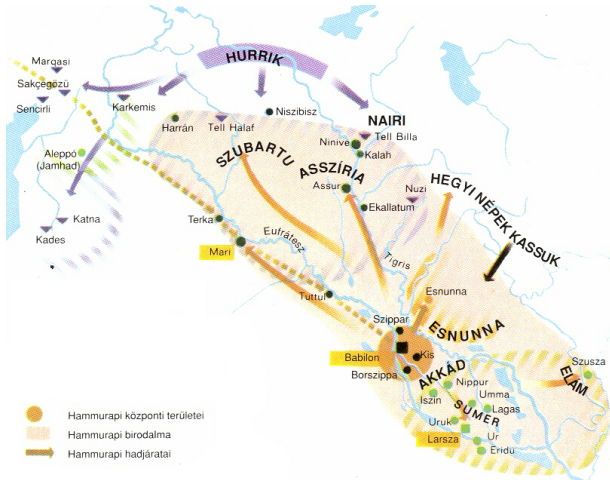 HURRIK
Marqasi
Sakçegözü
Sencirli
Karkemis
Niszibisz
NAIRI
Harrán
Tell Halaf
Tell Billa
Ninive
Kalah
Aleppó
(Jamhad)
SZUBARTU
ASSZÍRIA
HEGYI NÉPEK KASSUK
Assur
Nuzi
Ekallatum
Katna
Kades
Terka
Eufrátesz
Mari
Tigris
Tuttul
Esnunna
Szippar
ESNUNNA
Babilon
Kis
Borszippa
AKKÁD
Szusza
ELÁM
Nippur
Iszin
Umma
SUMER
Lagas
Uruk
Larsza
Ur
Eridu
Hammurapi központi területei
Hammurapi birodalma
Hammurapi hadjáratai